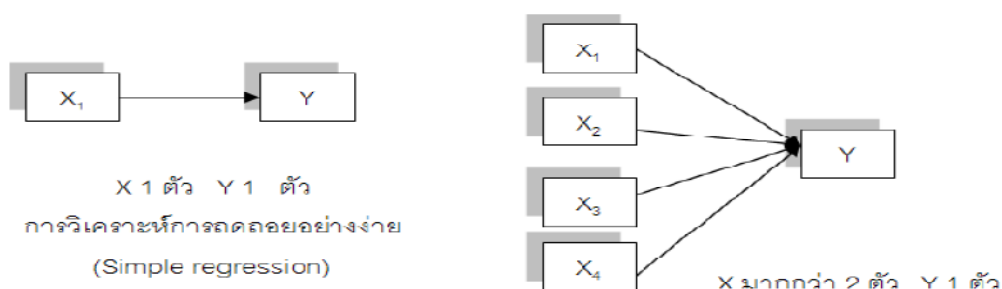 X₁
Y
X 1 ตัว Y 1 ตัว
การวิเคราะห์การถดถอยอย่างง่าย
(Simple regression)
X₁
X₂
X₃
X₄
Y
X มากกว่า 2 ตัว Y 1 ตัว